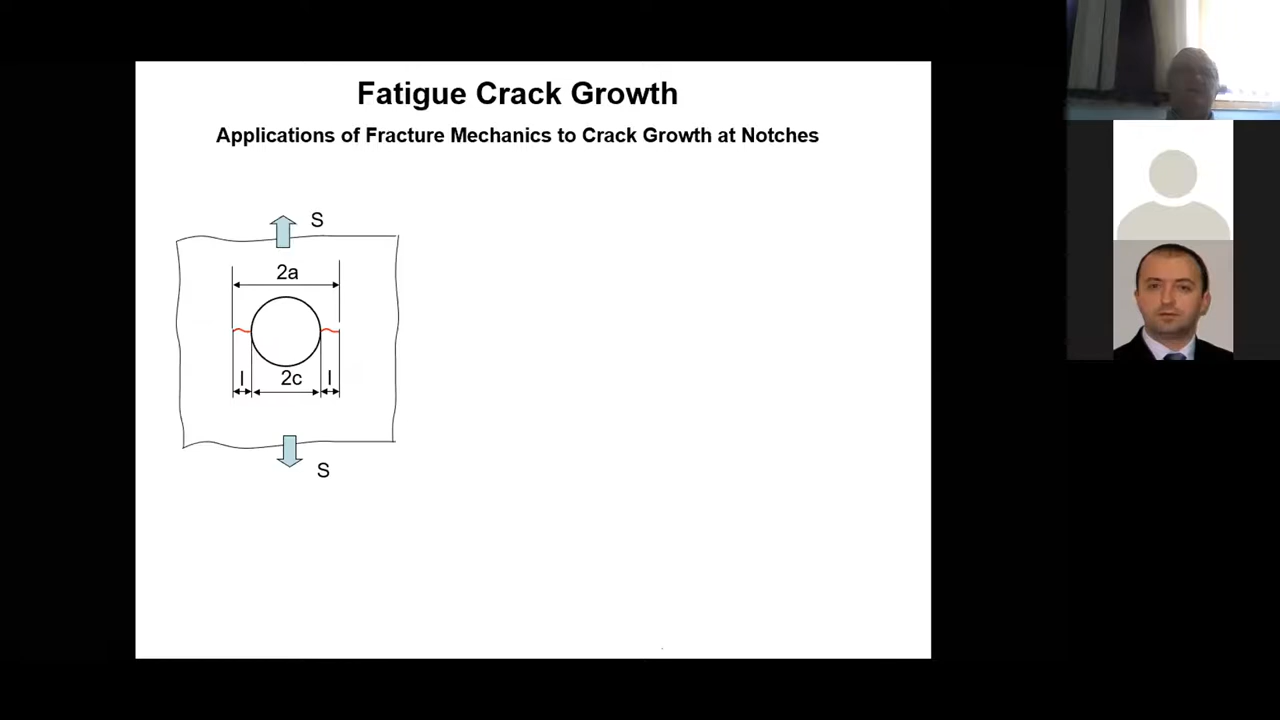 Fatigue Crack Growth
Applications of Fracture Mechanics to Crack Growth at Notches
S
2a
l 2c l
S